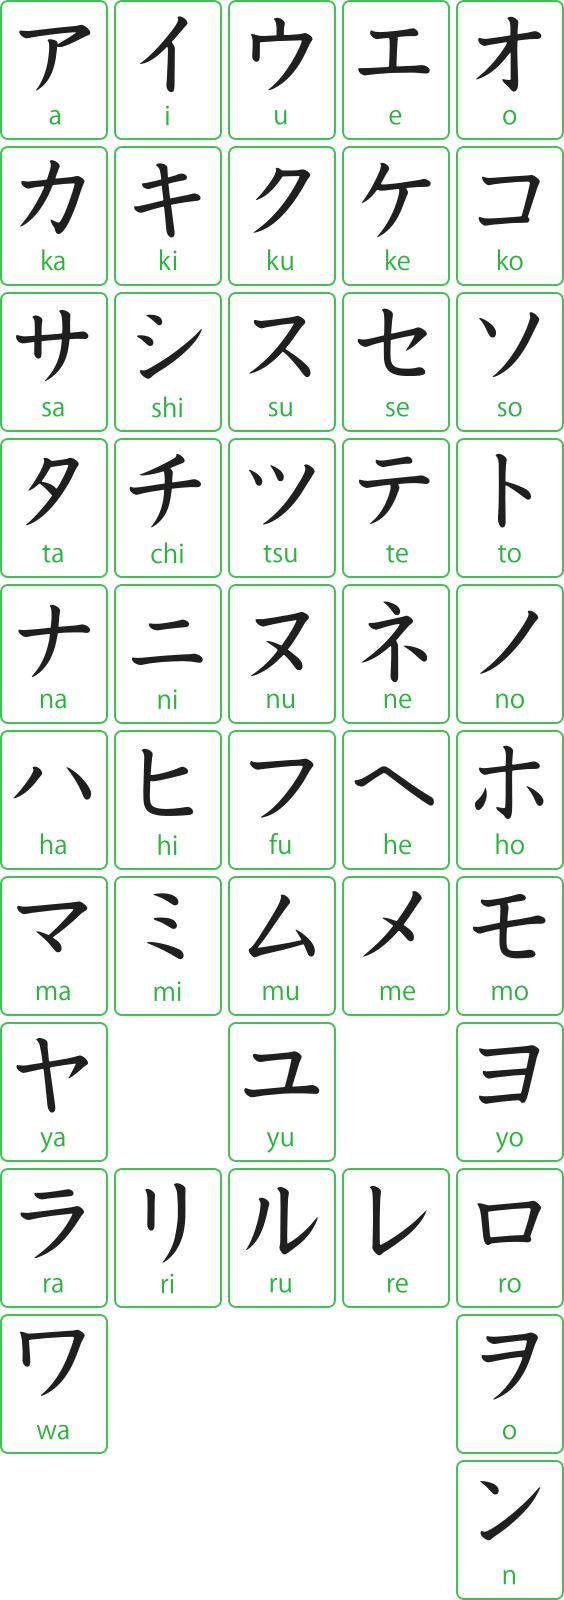 ア イ ウ エ オ
a i u e o
カ キ ク ケ コ
ka ki ku ke ko
サ シ ス セ ソ
sa shi su se so
タ チ ツ テ ト
ta chi tsu te to
ナ ニ ヌ ネ ノ
na ni nu ne no
ハ ヒ フ ヘ ホ
ha hi fu he ho
マ ミ ム メ モ
ma mi mu me mo
ヤ ユ ヨ
ya yu yo
ラ リ ル レ ロ
ra ri ru re ro
ワ ヲ
wa o
ン
n